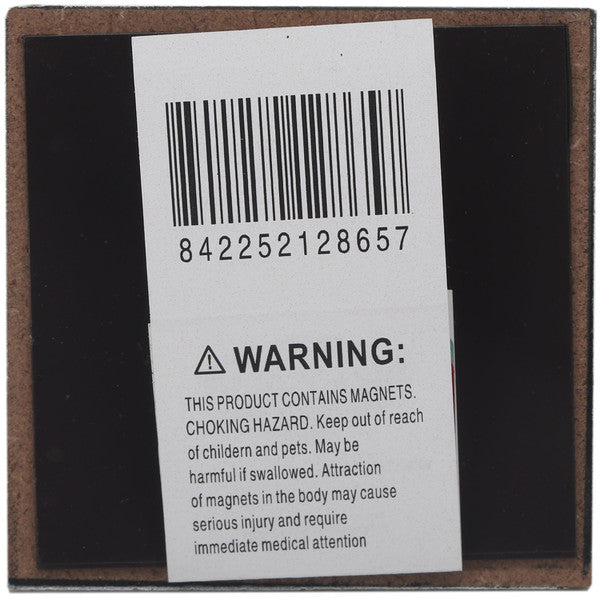 842252128657
⚠ WARNING:
THIS PRODUCT CONTAINS MAGNETS.
CHOKING HAZARD. Keep out of reach
of childern and pets. May be
harmful if swallowed. Attraction
of magnets in the body may cause
serious injury and require
immediate medical attention